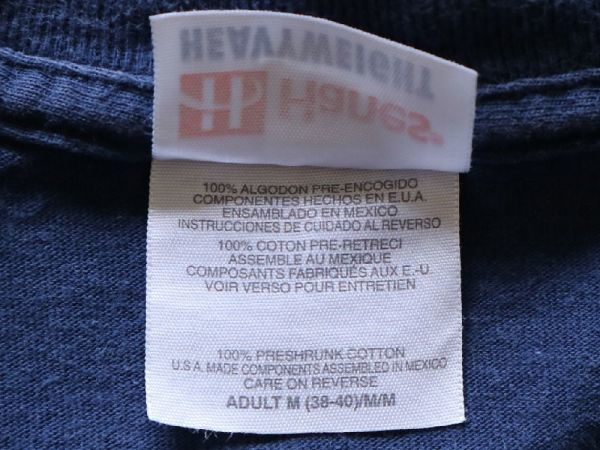 HEAVYWEIGHT
Hanes
100% ALGODON PRE-ENCOGIDO
COMPONENTES HECHOS EN E.U.A.
ENSAMBLADO EN MEXICO
INSTRUCCIONES DE CUIDADO AL REVERSO
100% COTON PRE-RETRECI
ASSEMBLE AU MEXIQUE
COMPOSANTS FABRIQUÉS AUX E.-U
VOIR VERSO POUR ENTRETIEN
100% PRESHRUNK COTTON
U.S.A. MADE COMPONENTS ASSEMBLED IN MEXICO
CARE ON REVERSE
ADULT M (38-40)/M/M